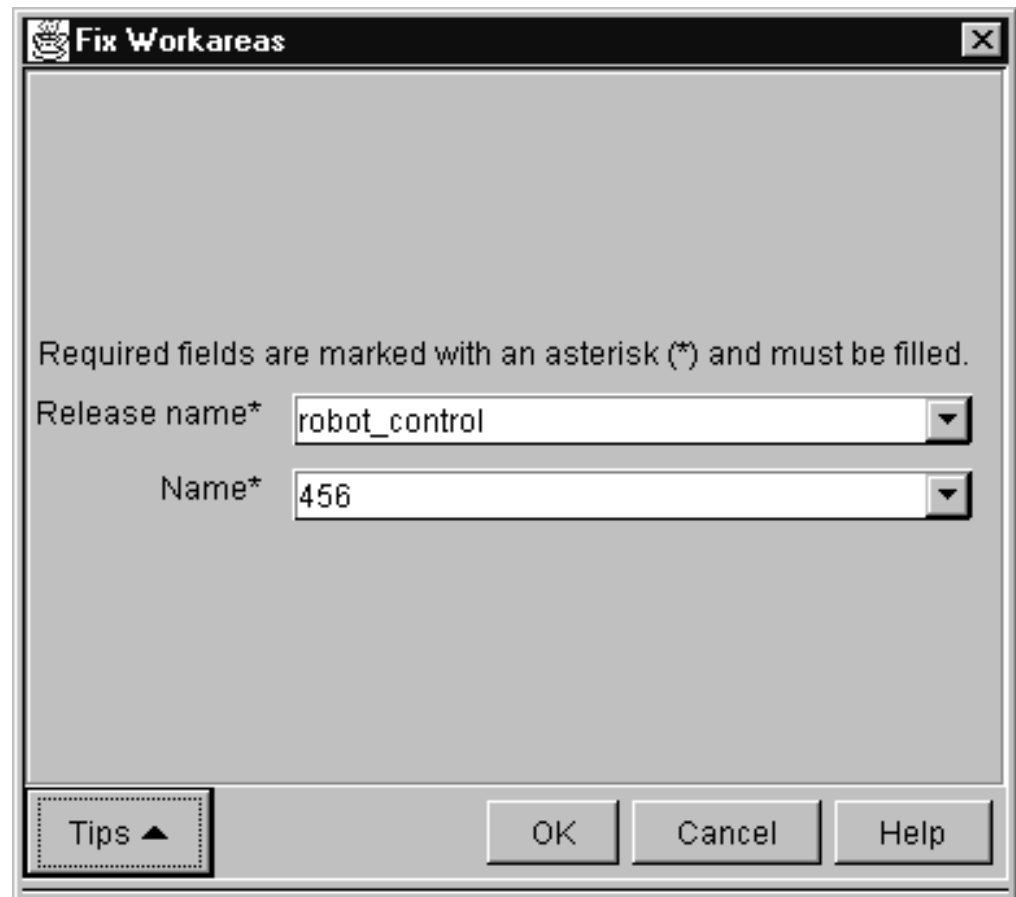 Fix Workareas
Required fields are marked with an asterisk (*) and must be filled.
Release name* robot_control
Name* 456
Tips OK Cancel Help